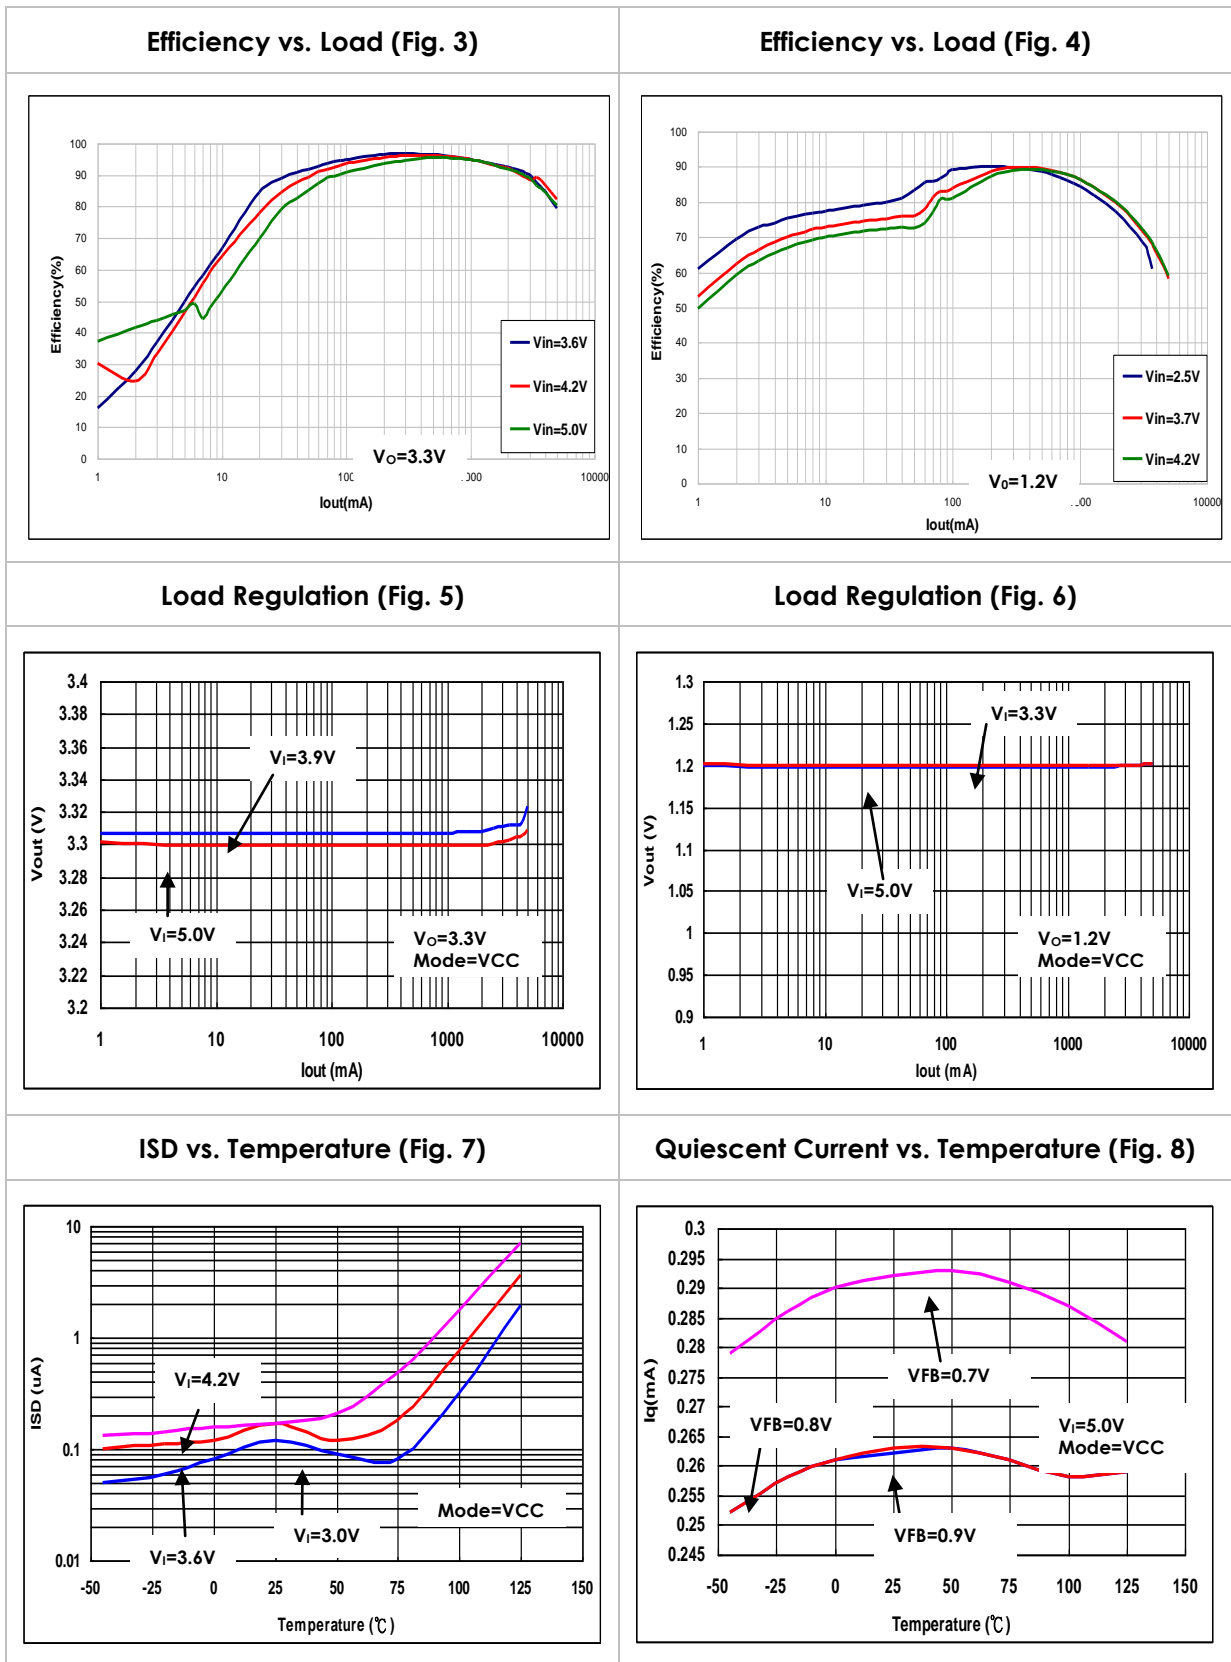 Efficiency vs. Load (Fig. 3)
Efficiency vs. Load (Fig. 4)
100
90
80
70
60
50
40
30
20
10
0
Efficiency(%)
Vin=3.6V
Vin=4.2V
Vin=5.0V
VO=3.3V
1
10
100
10000
Iout(mA)
100
90
80
70
60
50
40
30
20
10
0
Efficiency(%)
Vin=2.5V
Vin=3.7V
Vin=4.2V
V0=1.2V
1
10
100
10000
Iout(mA)
Load Regulation (Fig. 5)
Load Regulation (Fig. 6)
3.4
3.38
3.36
3.34
3.32
3.3
3.28
3.26
3.24
3.22
3.2
Vout (V)
VI=3.9V
VI=5.0V
VO=3.3V
Mode=VCC
1
10
100
1000
10000
Iout (mA)
1.3
1.25
1.2
1.15
1.1
1.05
1
0.95
0.9
Vout (V)
VI=3.3V
VI=5.0V
VO=1.2V
Mode=VCC
1
10
100
1000
10000
Iout (mA)
ISD vs. Temperature (Fig. 7)
Quiescent Current vs. Temperature (Fig. 8)
10
1
0.1
0.01
ISD (uA)
VI=4.2V
VI=3.6V
VI=3.0V
Mode=VCC
-50
-25
0
25
50
75
100
125
150
Temperature (℃)
0.3
0.295
0.29
0.285
0.28
0.275
0.27
0.265
0.26
0.255
0.25
0.245
Iq(mA)
VFB=0.7V
VFB=0.8V
VFB=0.9V
VI=5.0V
Mode=VCC
-50
-25
0
25
50
75
100
125
150
Temperature (℃)